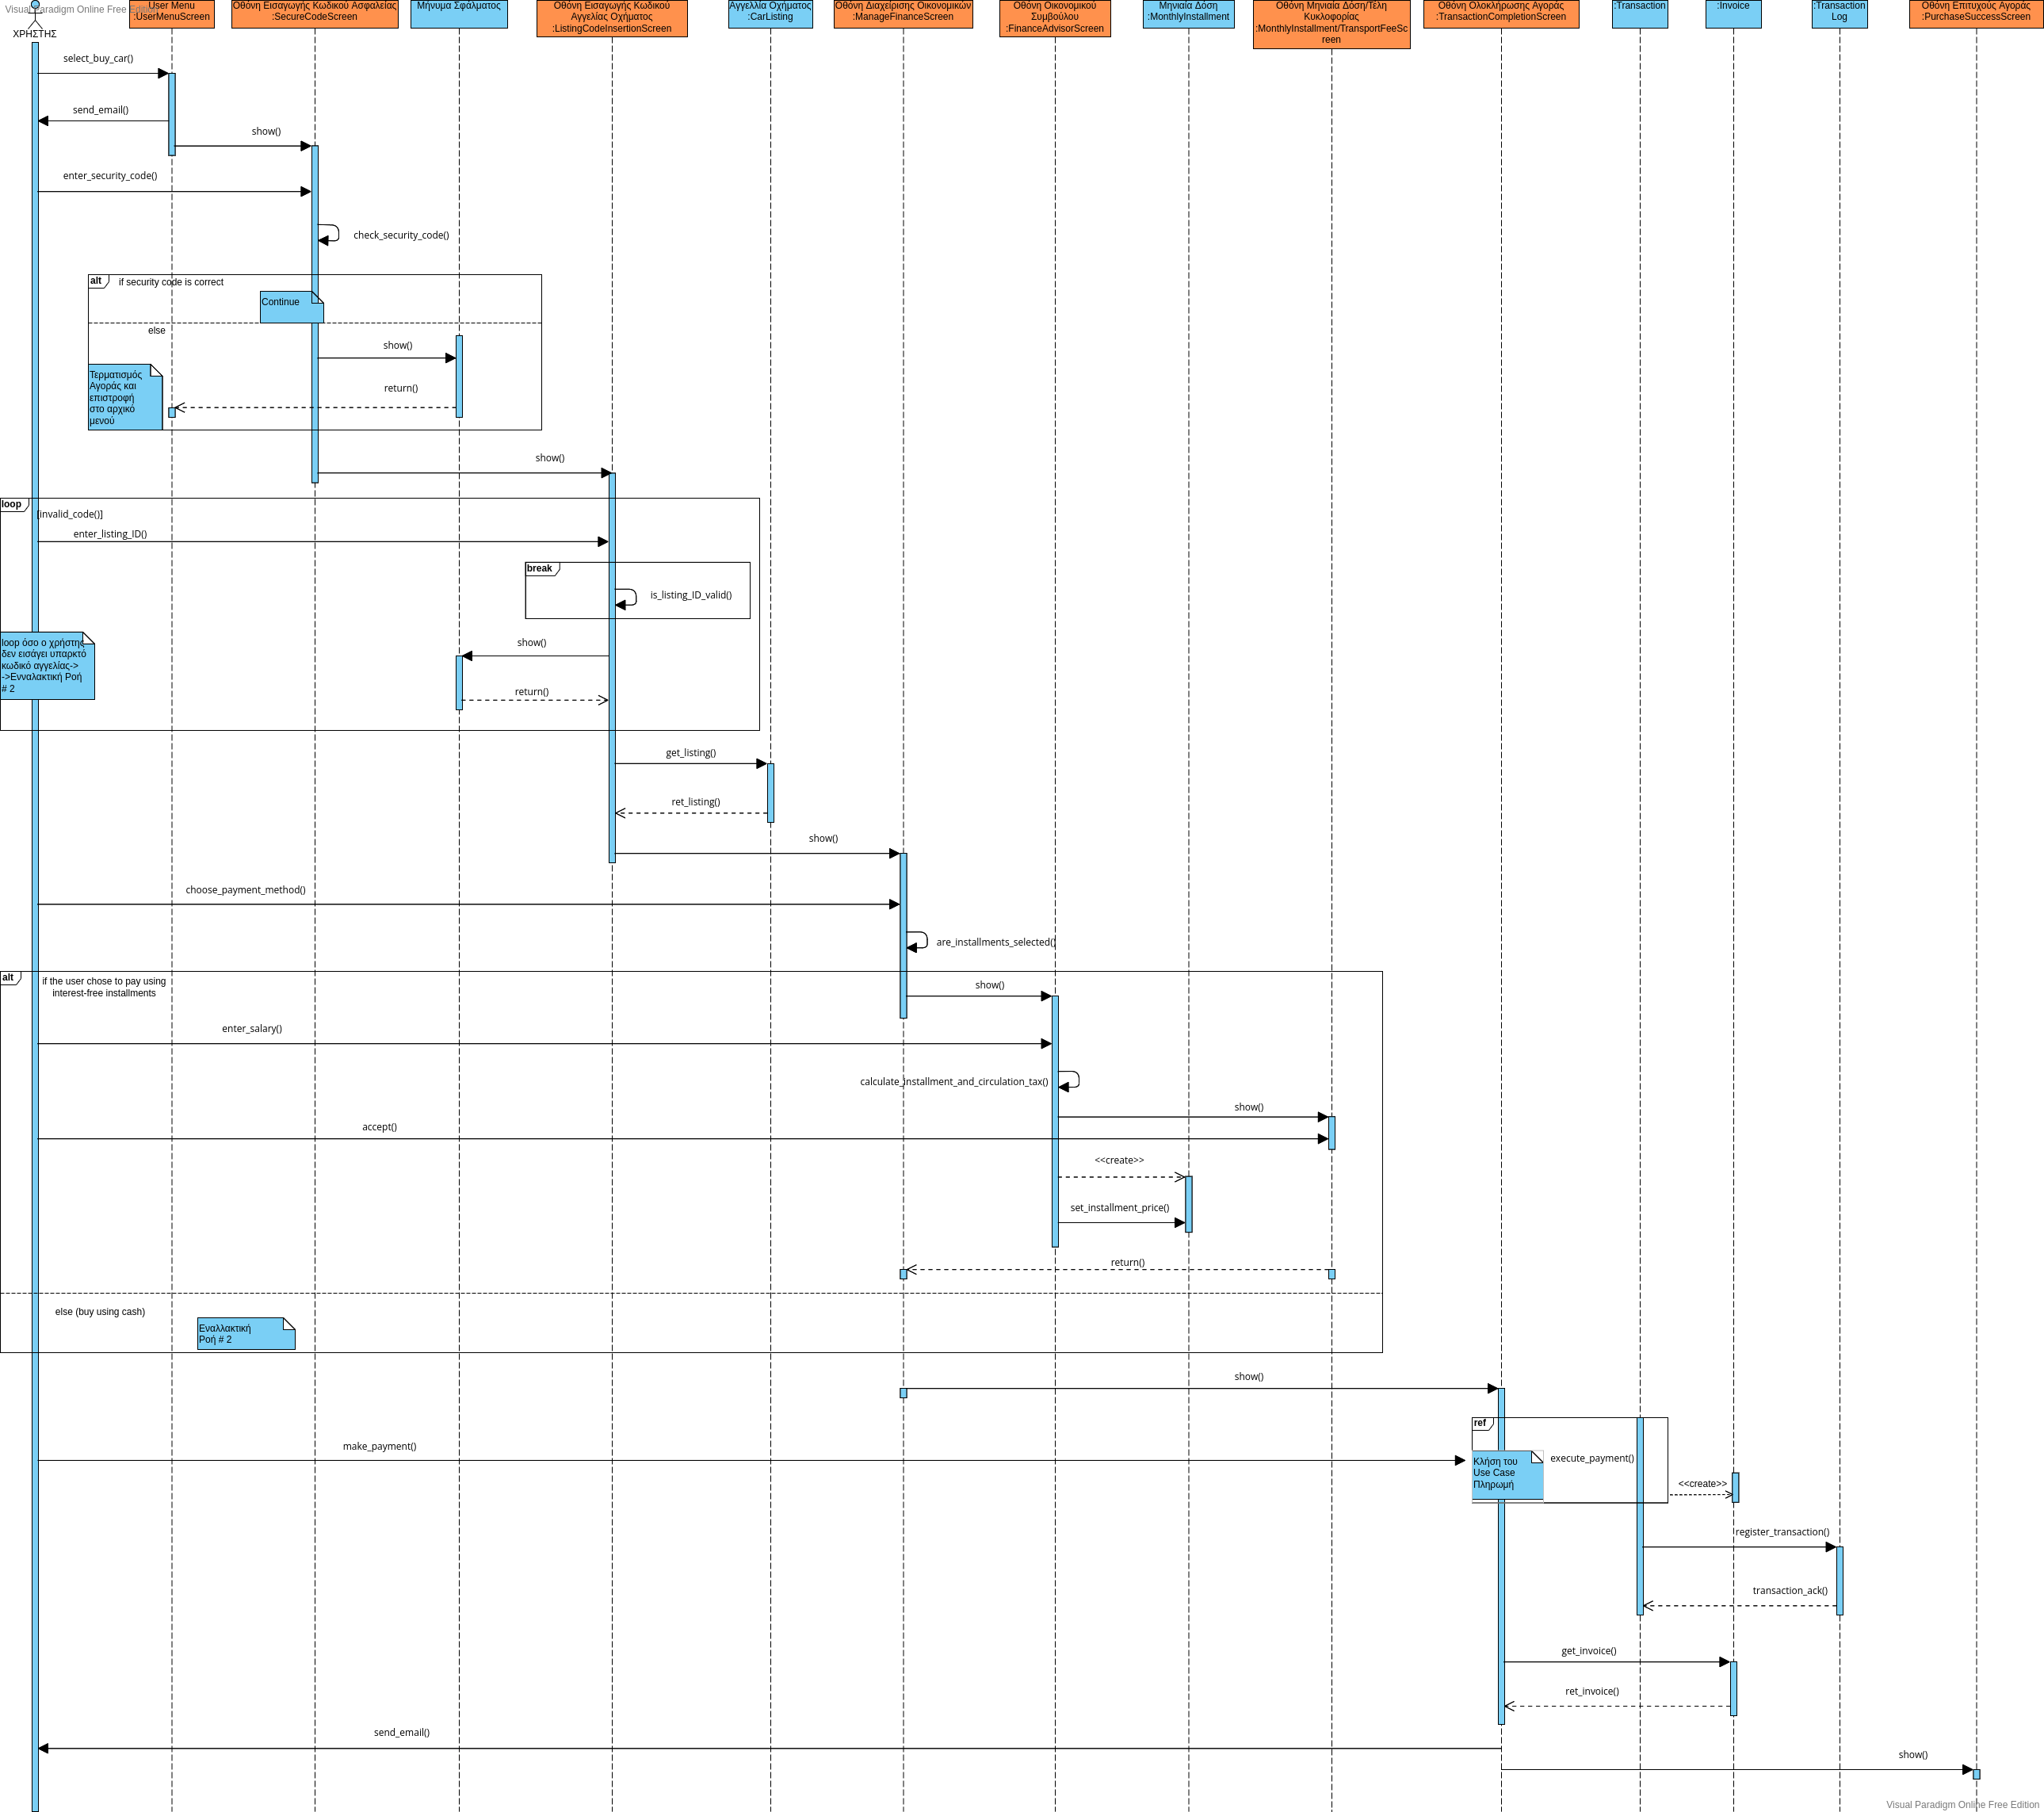 Visual Paradigm Online Free Edition
ΧΡΗΣΤΗΣ
User Menu
:UserMenuScreen
Οθόνη Εισαγωγής Κωδικού Ασφαλείας
:SecureCodeScreen
Μήνυμα Σφάλματος
Οθόνη Εισαγωγής Κωδικού
Αγγελίας Οχήματος
:ListingCodeInsertionScreen
Αγγελλία Οχήματος
:CarListing
Οθόνη Διαχείρισης Οικονομικών
:ManageFinanceScreen
Οθόνη Οικονομικού
Συμβούλου
:FinanceAdvisorScreen
Μηνιαία Δόση
:MonthlyInstallment
Οθόνη Μηνιαία Δόση/Τέλη
Κυκλοφορίας
:MonthlyInstallment/TransportFeeSc
reen
Οθόνη Ολοκλήρωσης Αγοράς
:TransactionCompletionScreen
:Transaction
:Invoice
:Transaction
Log
Οθόνη Επιτυχούς Αγοράς
:PurchaseSuccessScreen
select_buy_car()
send_email()
show()
enter_security_code()
check_security_code()
alt
if security code is correct
Continue
else
show()
Τερματισμός
Αγοράς και
επιστροφή
στο αρχικό
μενού
return()
show()
loop
[invalid_code()]
enter_listing_ID()
break
is_listing_ID_valid()
loop όσο ο χρήστης
δεν εισάγει υπαρκτό
κωδικό αγγελίας->
->Ενναλακτική Ροή
# 2
show()
return()
get_listing()
ret_listing()
show()
choose_payment_method()
are_installments_selected()
alt
if the user chose to pay using
interest-free installments
show()
enter_salary()
calculate_installment_and_circulation_tax()
show()
accept()
<<create>>
set_installment_price()
return()
else (buy using cash)
Εναλλακτική
Ροή # 2
show()
ref
make_payment()
Κλήση του
Use Case
Πληρωμή
execute_payment()
<<create>>
register_transaction()
transaction_ack()
get_invoice()
ret_invoice()
send_email()
show()
Visual Paradigm Online Free Edition